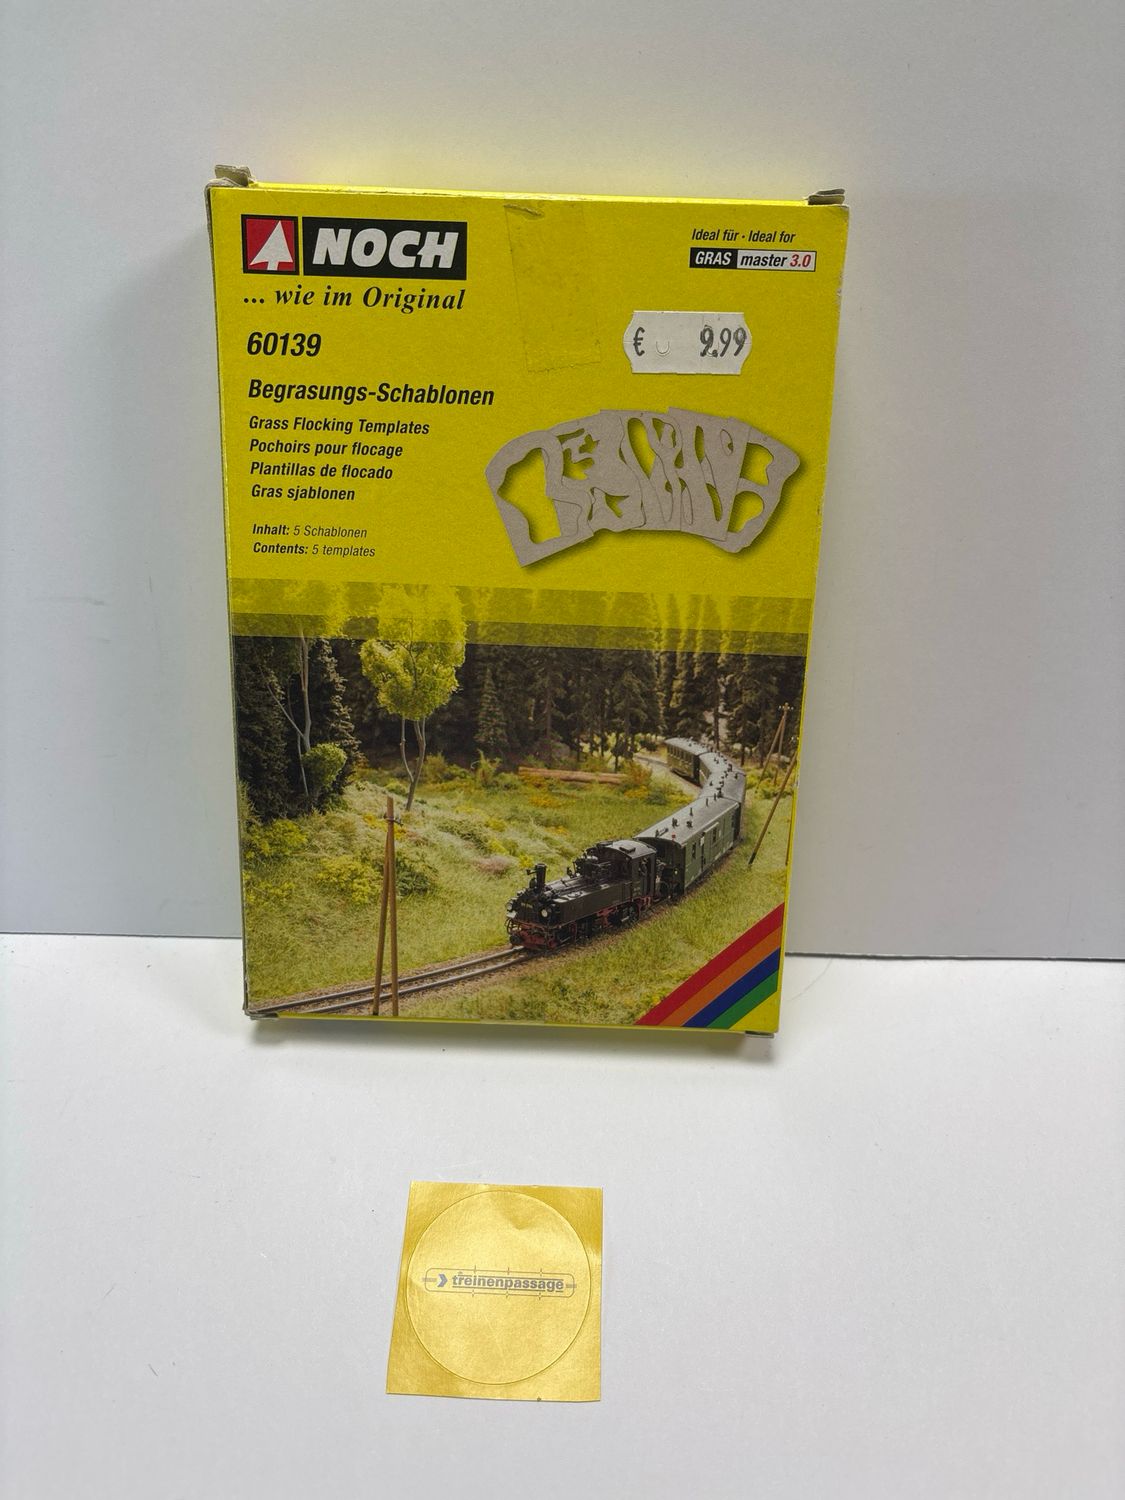 NOCH
... wie im Original
Ideal für · Ideal for
GRAS master 3.0
€ 9.99
60139
Begrasungs-Schablonen
Grass Flocking Templates
Pochoirs pour flocage
Plantillas de flocado
Gras sjablonen
Inhalt: 5 Schablonen
Contents: 5 templates
treinenpassage